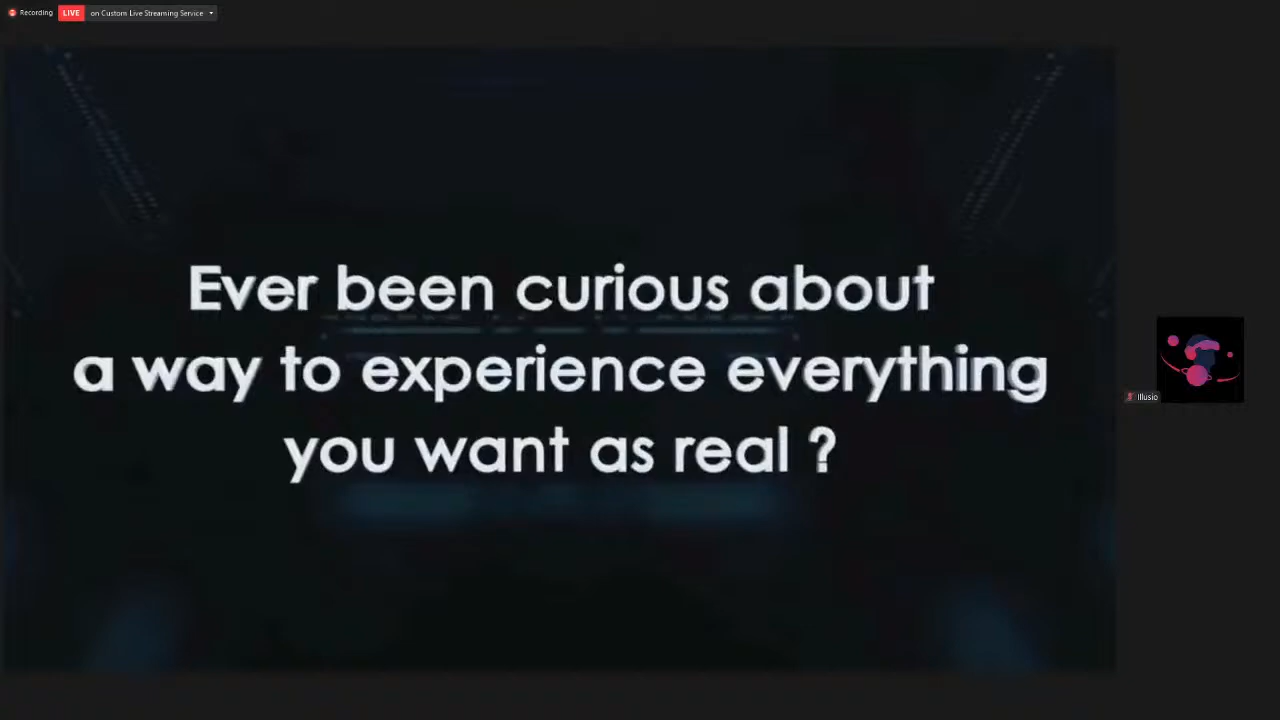 Recording
LIVE
on Custom Live Streaming Service
Ever been curious about
a way to experience everything
you want as real ?
Illusio